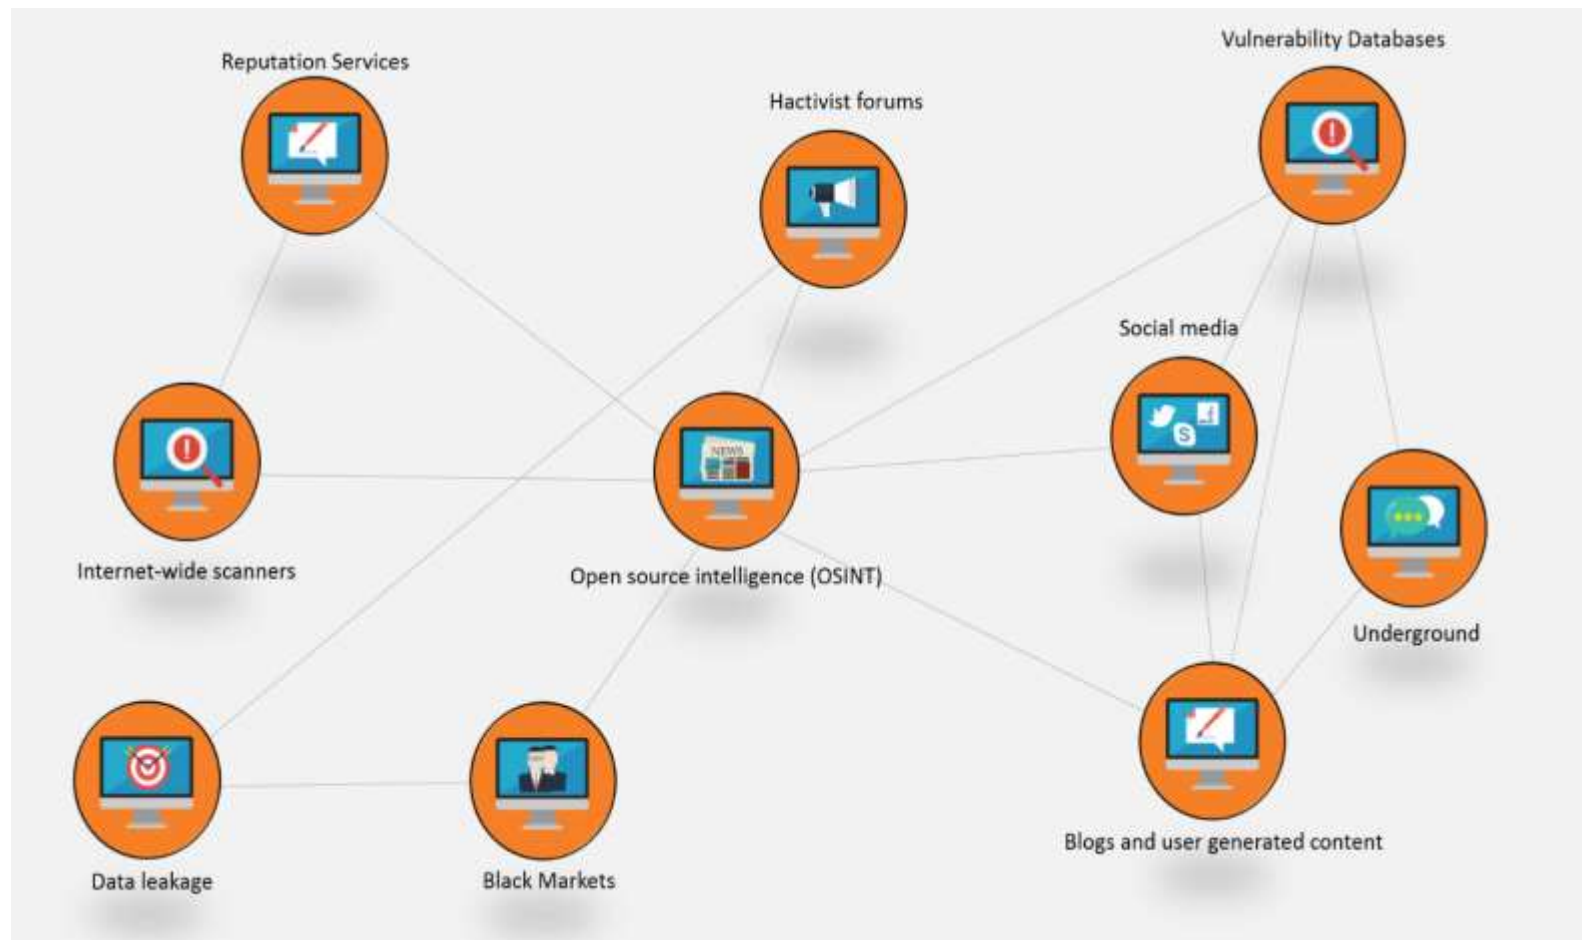 Reputation Services
Vulnerability Databases
Hactivist forums
Social media
NEWS
Internet-wide scanners
Open source intelligence (OSINT)
Underground
Blogs and user generated content
Data leakage
Black Markets